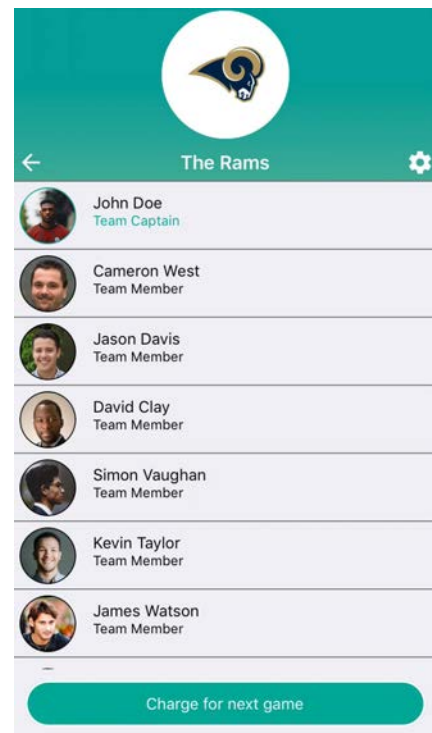 The Rams
John Doe
Team Captain
Cameron West
Team Member
Jason Davis
Team Member
David Clay
Team Member
Simon Vaughan
Team Member
Kevin Taylor
Team Member
James Watson
Team Member
Charge for next game